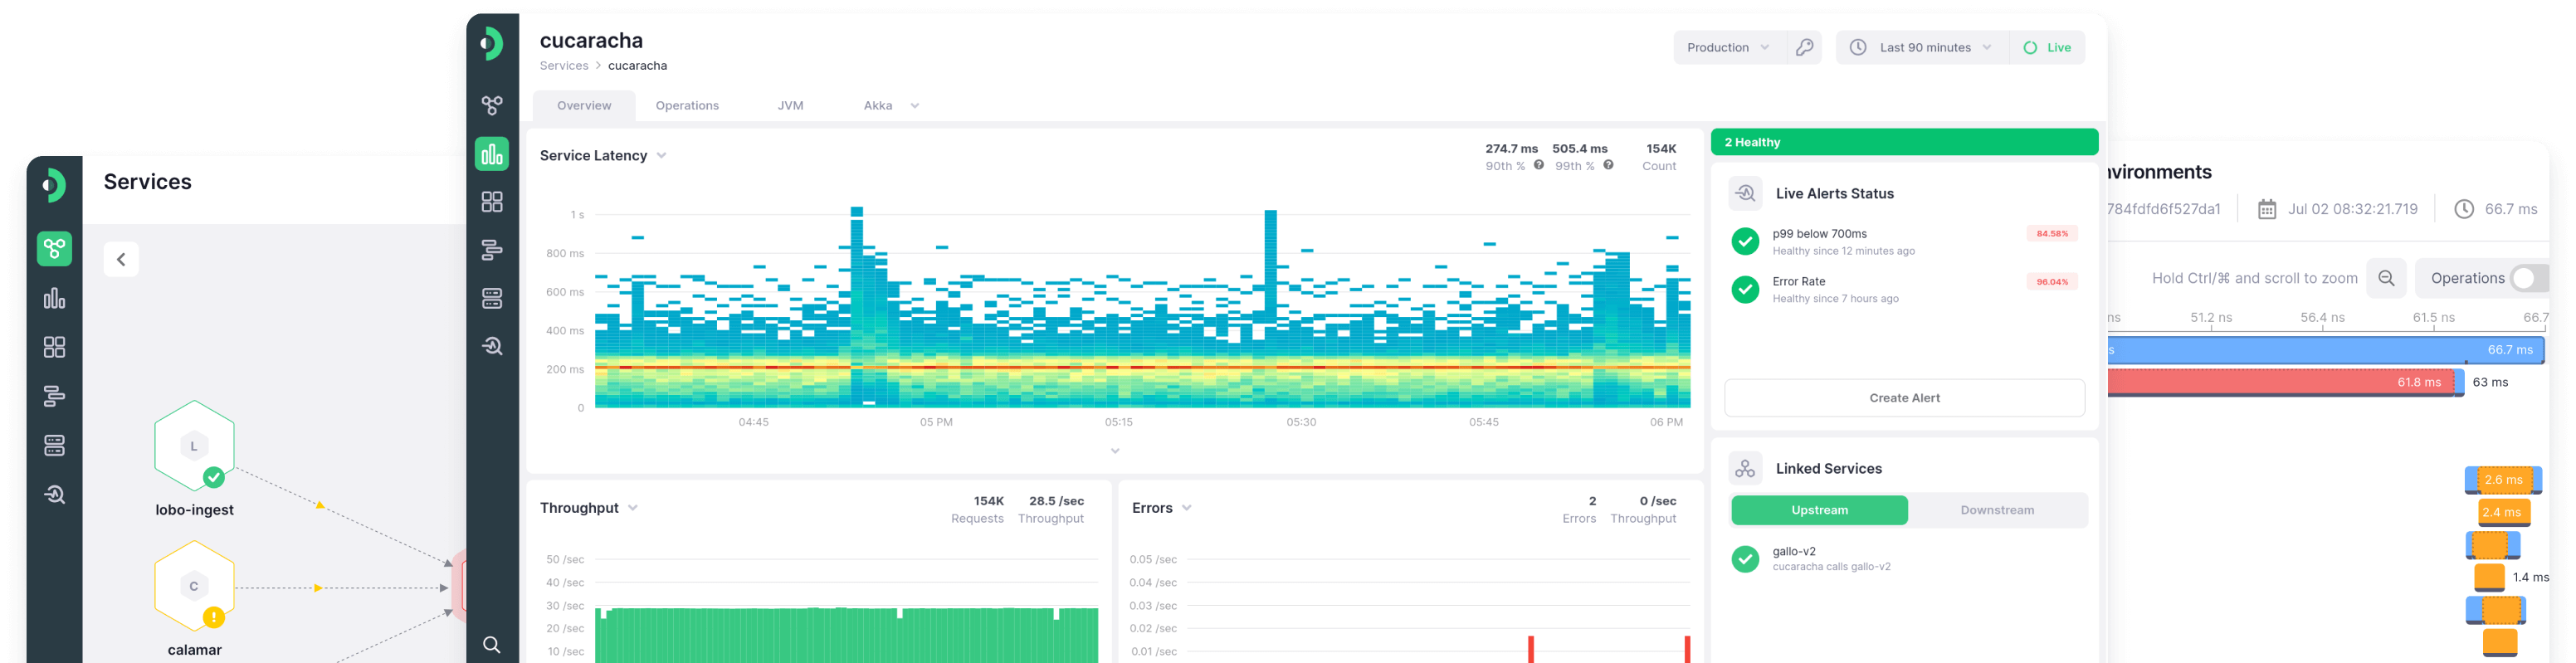 Services
L
lobo-ingest
C
calamar
cucaracha
Services > cucaracha
Production
Last 90 minutes
Live
Overview
Operations
JVM
Akka
Service Latency
274.7 ms 505.4 ms 154K
90th % 99th % Count
1 s
800 ms
600 ms
400 ms
200 ms
0
04:45 05 PM 05:15 05:30 05:45 06 PM
Throughput
154K 28.5 /sec
Requests Throughput
50 /sec
40 /sec
30 /sec
20 /sec
10 /sec
Errors
2 0 /sec
Errors Throughput
0.05 /sec
0.04 /sec
0.03 /sec
0.02 /sec
0.01 /sec
2 Healthy
Live Alerts Status
p99 below 700ms 84.58%
Healthy since 12 minutes ago
Error Rate 96.04%
Healthy since 7 hours ago
Create Alert
Linked Services
Upstream Downstream
gallo-v2
cucaracha calls gallo-v2
vironments
784fdfd6f527da1 Jul 02 08:32:21.719 66.7 ms
Hold Ctrl/⌘ and scroll to zoom Operations
ns 51.2 ns 56.4 ns 61.5 ns 66.7
s 66.7 ms
61.8 ms 63 ms
2.6 ms
2.4 ms
1.4 ms